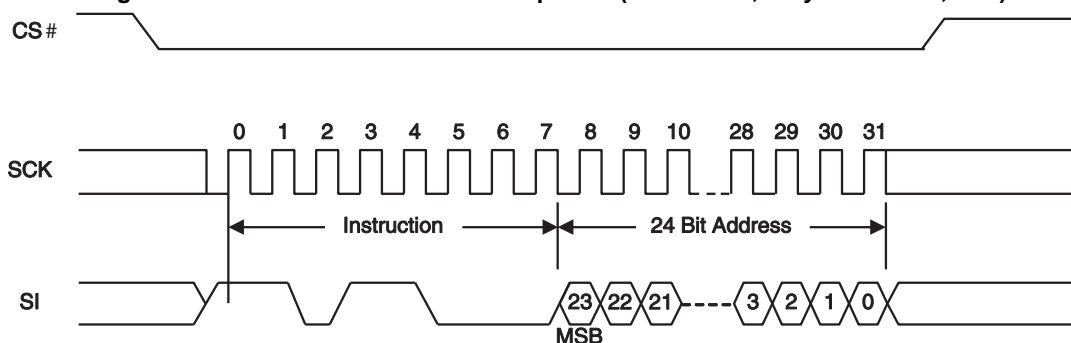 CS #
0 1 2 3 4 5 6 7 8 9 10 28 29 30 31
SCK
Instruction 24 Bit Address
SI 23 22 21 3 2 1 0
MSB